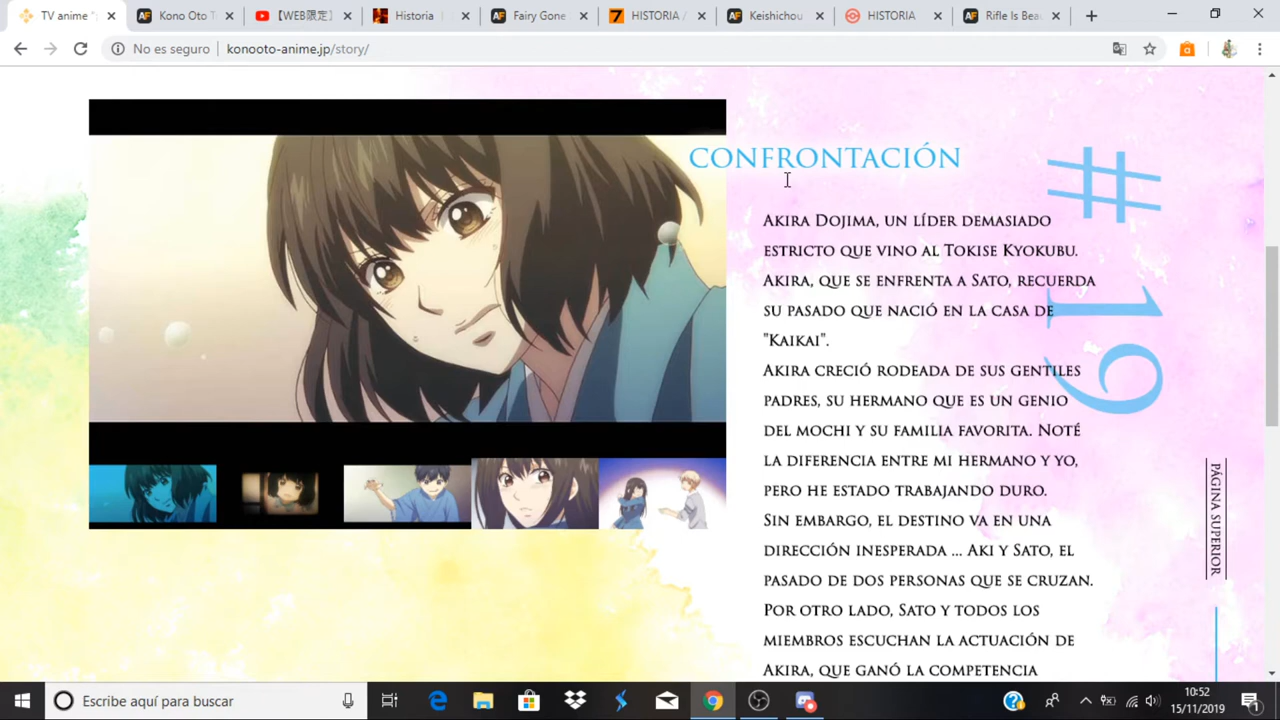 TV anime "
Kono Oto T
【WEB限定】
Historia
Fairy Gone
HISTORIA /
Keishichou
HISTORIA
Rifle Is Beau
No es seguro
konooto-anime.jp/story/
CONFRONTACIÓN
#19
Akira Dojima, un líder demasiado
estricto que vino al Tokise Kyokubu.
Akira, que se enfrenta a Sato, recuerda
su pasado que nació en la casa de
"Kaikai".
Akira creció rodeada de sus gentiles
padres, su hermano que es un genio
del mochi y su familia favorita. Noté
la diferencia entre mi hermano y yo,
pero he estado trabajando duro.
Sin embargo, el destino va en una
dirección inesperada ... Aki y Sato, el
pasado de dos personas que se cruzan.
Por otro lado, Sato y todos los
miembros escuchan la actuación de
Akira, que ganó la competencia
PÁGINA SUPERIOR
Escribe aquí para buscar
10:52
15/11/2019
1